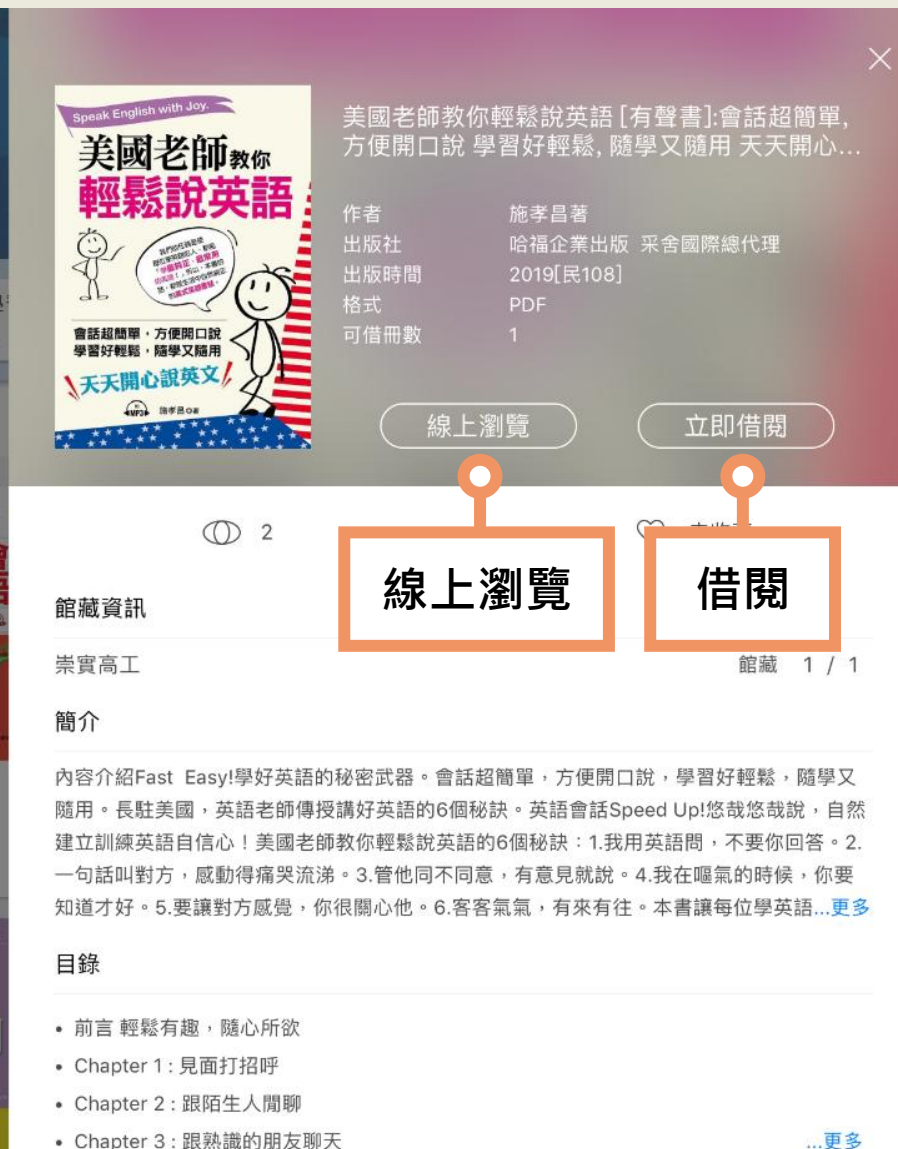 Speak English with Joy.
美國老師教你
輕鬆說英語
會話超簡單，方便開口說
學習好輕鬆，隨學又隨用
天天開心說英文
MP3
施孝昌◎著
美國老師教你輕鬆說英語 [有聲書]:會話超簡單,
方便開口說 學習好輕鬆, 隨學又隨用 天天開心...
作者 施孝昌著
出版社 哈福企業出版 采舍國際總代理
出版時間 2019[民108]
格式 PDF
可借冊數 1
線上瀏覽 立即借閱
2
線上瀏覽 借閱
館藏資訊
崇實高工 館藏 1 / 1
簡介
內容介紹Fast Easy!學好英語的秘密武器。會話超簡單，方便開口說，學習好輕鬆，隨學又
隨用。長駐美國，英語老師傳授講好英語的6個秘訣。英語會話Speed Up!悠哉悠哉說，自然
建立訓練英語自信心！美國老師教你輕鬆說英語的6個秘訣：1.我用英語問，不要你回答。2.
一句話叫對方，感動得痛哭流涕。3.管他同不同意，有意見就說。4.我在嘔氣的時候，你要
知道才好。5.要讓對方感覺，你很關心他。6.客客氣氣，有來有往。本書讓每位學英語...更多
目錄
• 前言 輕鬆有趣，隨心所欲
• Chapter 1 : 見面打招呼
• Chapter 2 : 跟陌生人閒聊
• Chapter 3 : 跟熟識的朋友聊天 ...更多